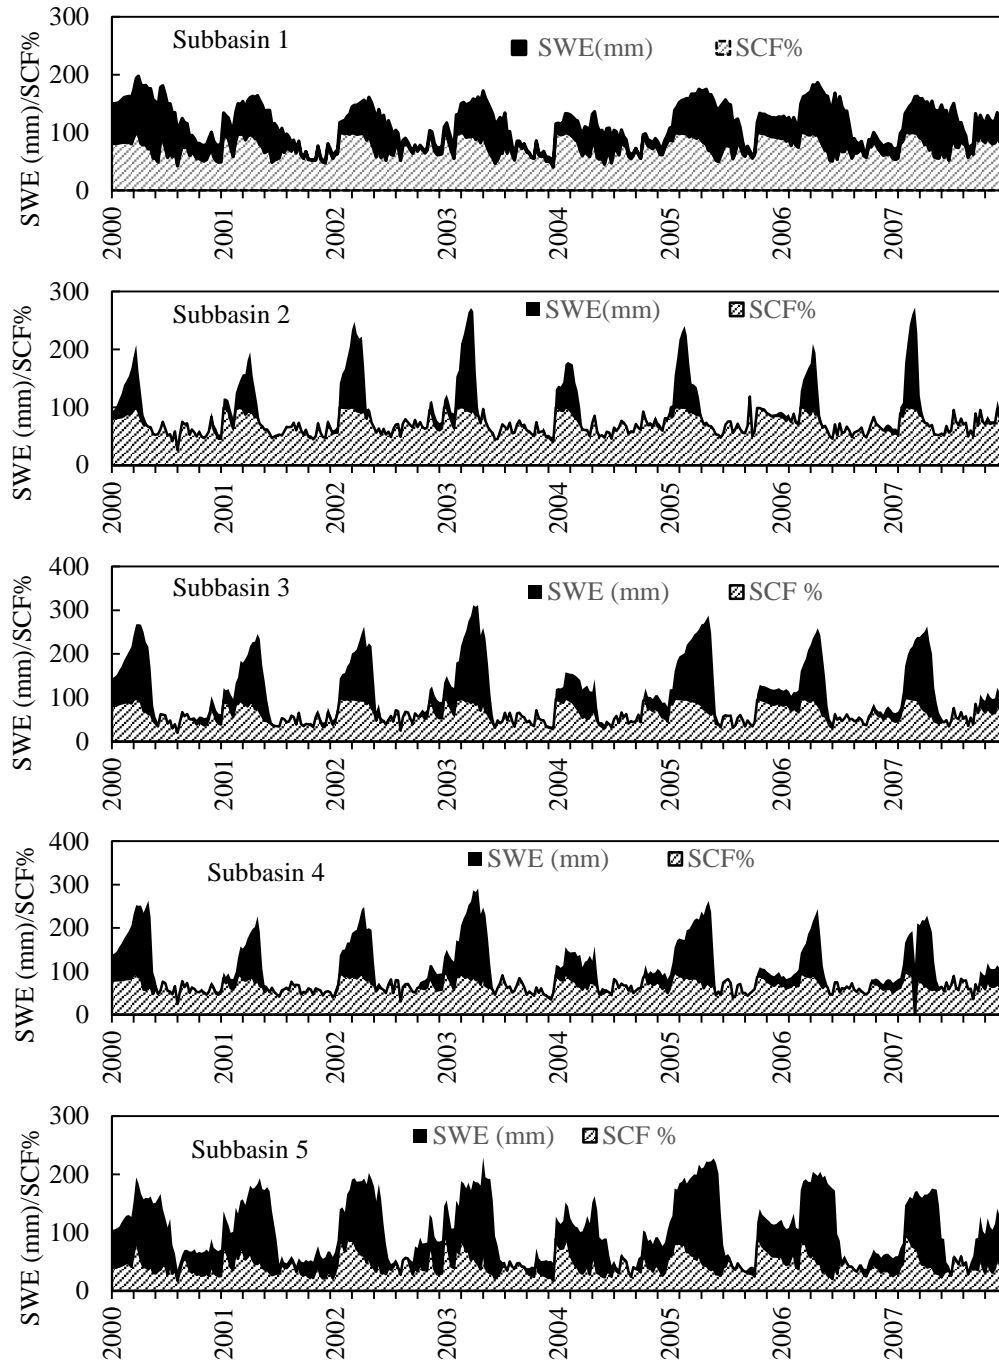 Subbasin 1
SWE(mm) SCF%
SWE (mm)/SCF%
300
200
100
0
2000 2001 2002 2003 2004 2005 2006 2007
Subbasin 2
SWE(mm) SCF%
SWE (mm)/SCF%
300
200
100
0
2000 2001 2002 2003 2004 2005 2006 2007
Subbasin 3
SWE (mm) SCF %
SWE (mm)/SCF%
400
300
200
100
0
2000 2001 2002 2003 2004 2005 2006 2007
Subbasin 4
SWE (mm) SCF%
SWE (mm)/SCF%
400
300
200
100
0
2000 2001 2002 2003 2004 2005 2006 2007
Subbasin 5
SWE (mm) SCF %
SWE (mm)/SCF%
300
200
100
0
2000 2001 2002 2003 2004 2005 2006 2007